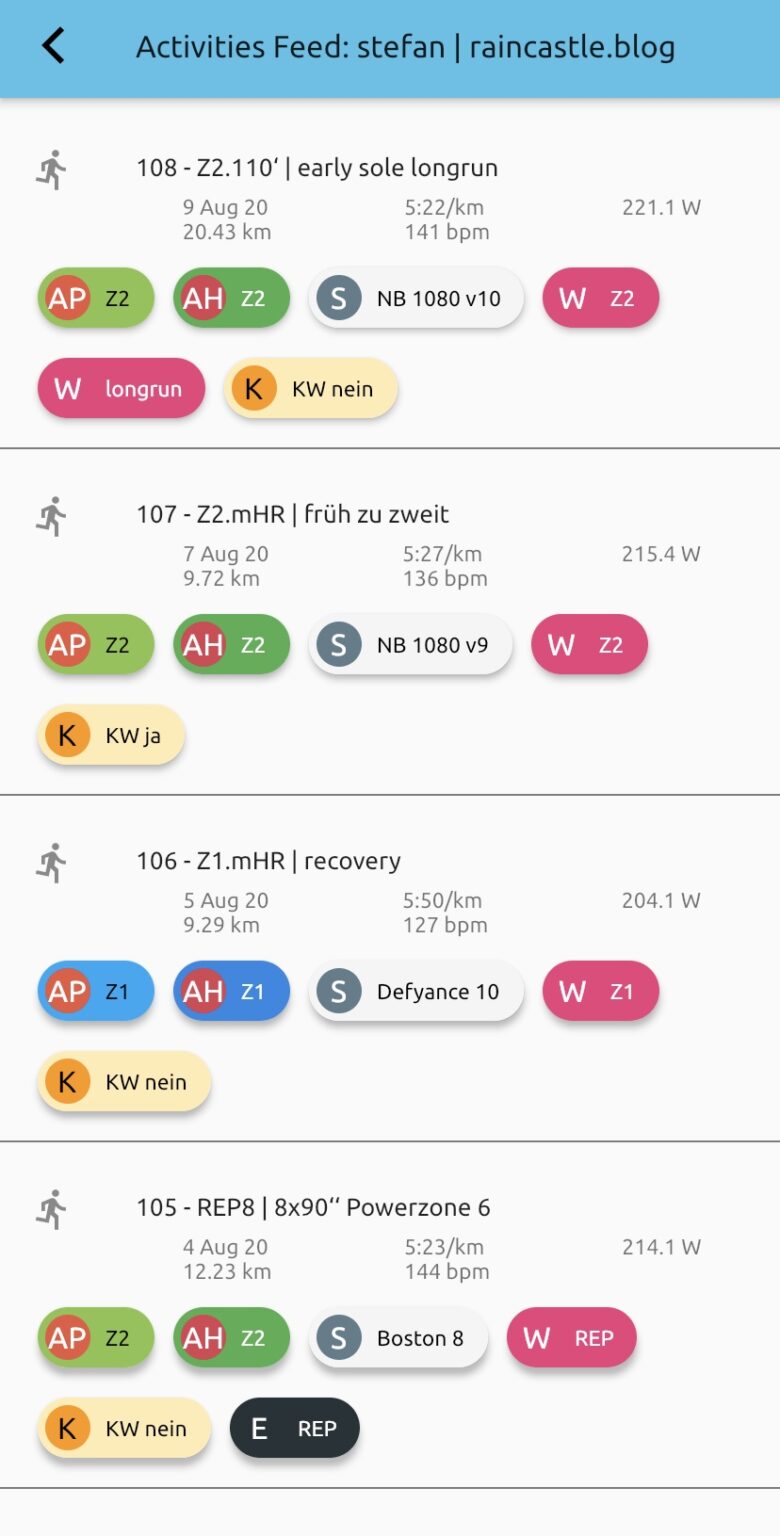 Activities Feed: stefan | raincastle.blog
108 - Z2.110‘ | early sole longrun
9 Aug 20 5:22/km 221.1 W
20.43 km 141 bpm
AP Z2 AH Z2 S NB 1080 v10 W Z2
W longrun K KW nein
107 - Z2.mHR | früh zu zweit
7 Aug 20 5:27/km 215.4 W
9.72 km 136 bpm
AP Z2 AH Z2 S NB 1080 v9 W Z2
K KW ja
106 - Z1.mHR | recovery
5 Aug 20 5:50/km 204.1 W
9.29 km 127 bpm
AP Z1 AH Z1 S Defyance 10 W Z1
K KW nein
105 - REP8 | 8x90‘‘ Powerzone 6
4 Aug 20 5:23/km 214.1 W
12.23 km 144 bpm
AP Z2 AH Z2 S Boston 8 W REP
K KW nein E REP